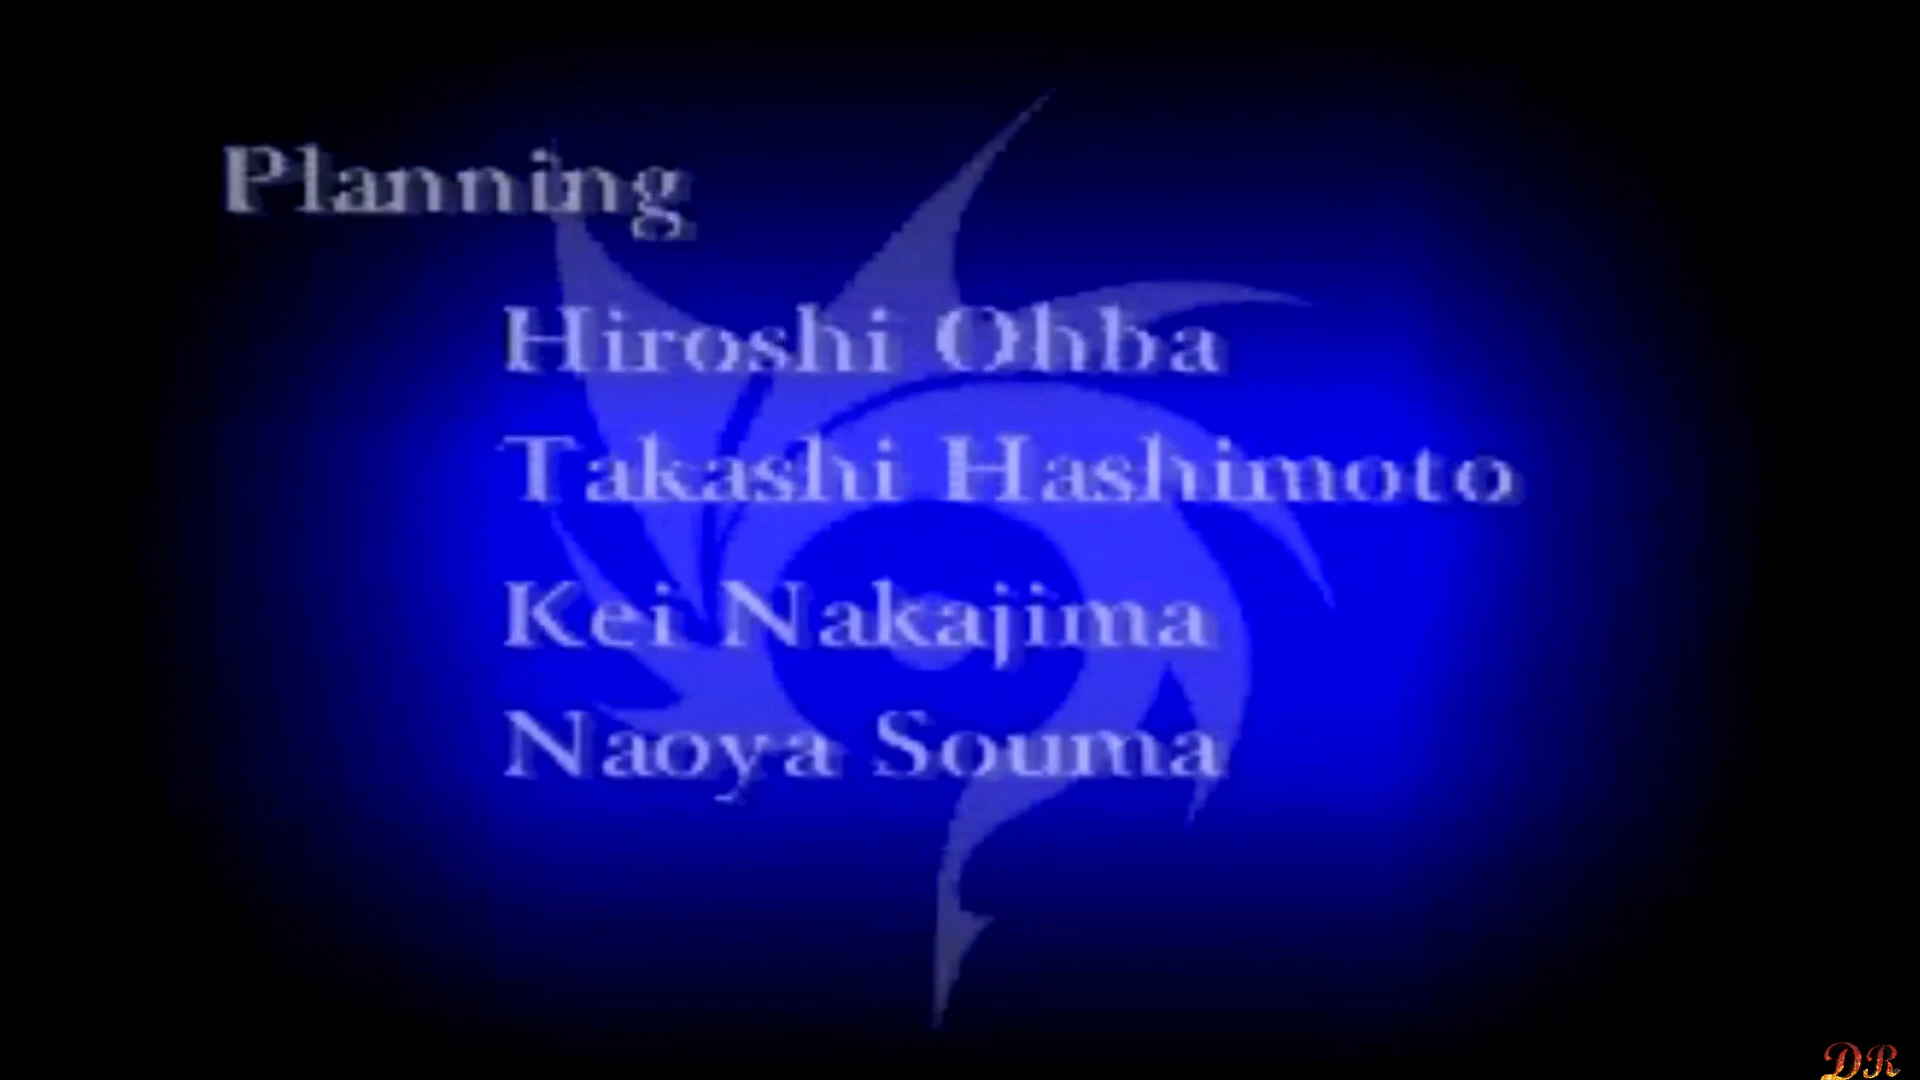 Planning
Hiroshi Ohba
Takashi Hashimoto
Kei Nakajima
Naoya Souma
DR